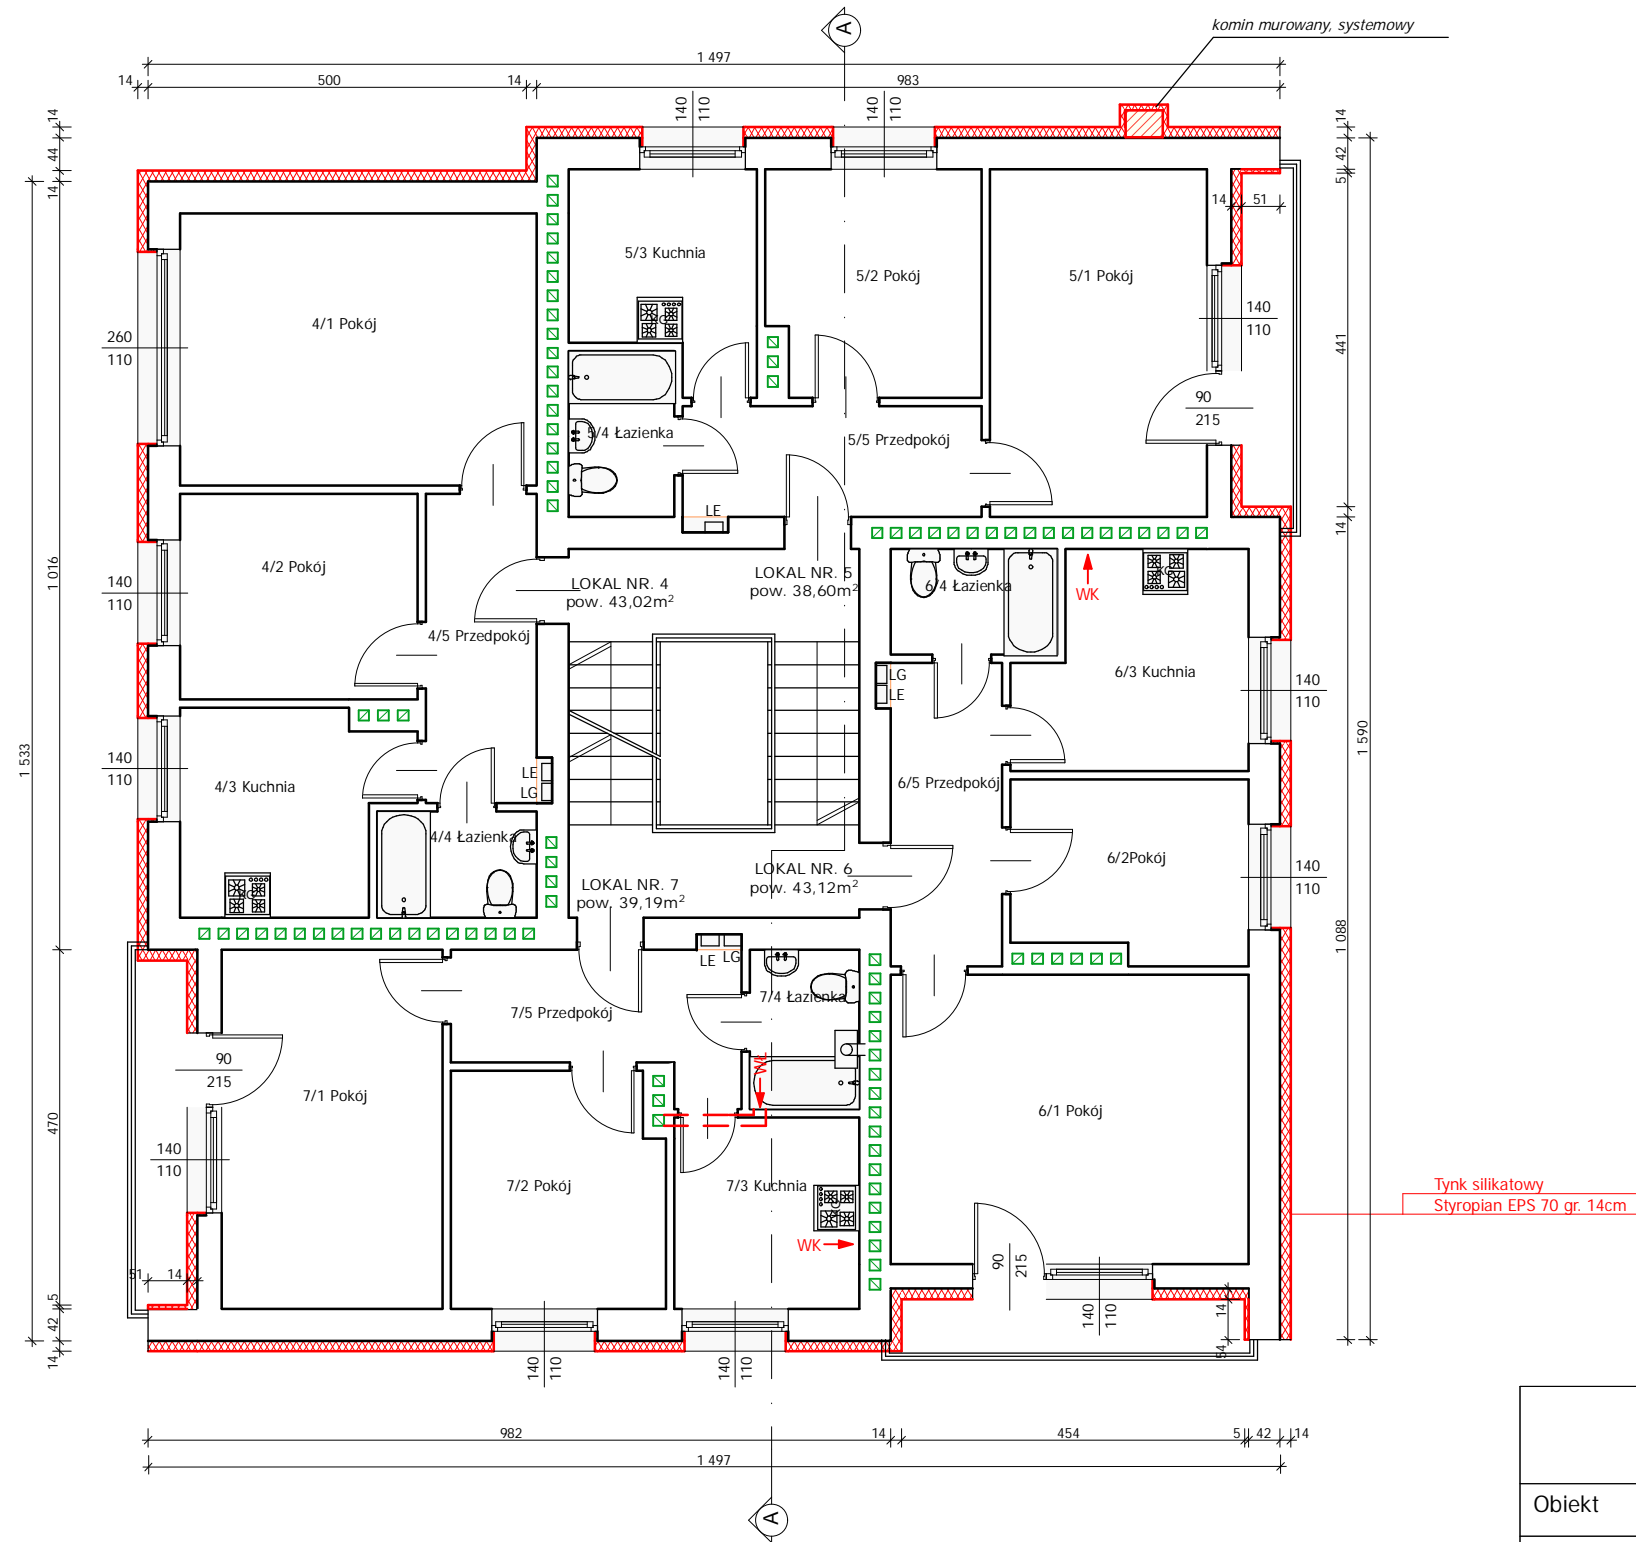 komin murowany, systemowy
A
1 497
14
500
14
983
140
110
140
110
14
44
14
14
42
5
14
51
5/3 Kuchnia
5/2 Pokój
5/1 Pokój
4/1 Pokój
260
110
140
110
441
90
215
5/4 Łazienka
5/5 Przedpokój
LE
14
1 016
4/2 Pokój
140
110
LOKAL NR. 4
pow. 43,02m²
LOKAL NR. 5
pow. 38,60m²
6/4 Łazienka
WK
KG
4/5 Przedpokój
LG
LE
6/3 Kuchnia
140
110
1 533
1 590
140
110
4/3 Kuchnia
LE
LG
6/5 Przedpokój
4/4 Łazienka
6/2Pokój
140
110
LOKAL NR. 7
pow. 39,19m²
LOKAL NR. 6
pow. 43,12m²
1 088
LE
LG
7/4 Łazienka
7/5 Przedpokój
90
215
WŁ
7/1 Pokój
470
6/1 Pokój
140
110
7/2 Pokój
7/3 Kuchnia
WK
Tynk silikatowy
Styropian EPS 70 gr. 14cm
90
215
51
14
5
42
14
140
110
140
110
140
110
14
54
982
14
454
5
42
14
1 497
A
Obiekt